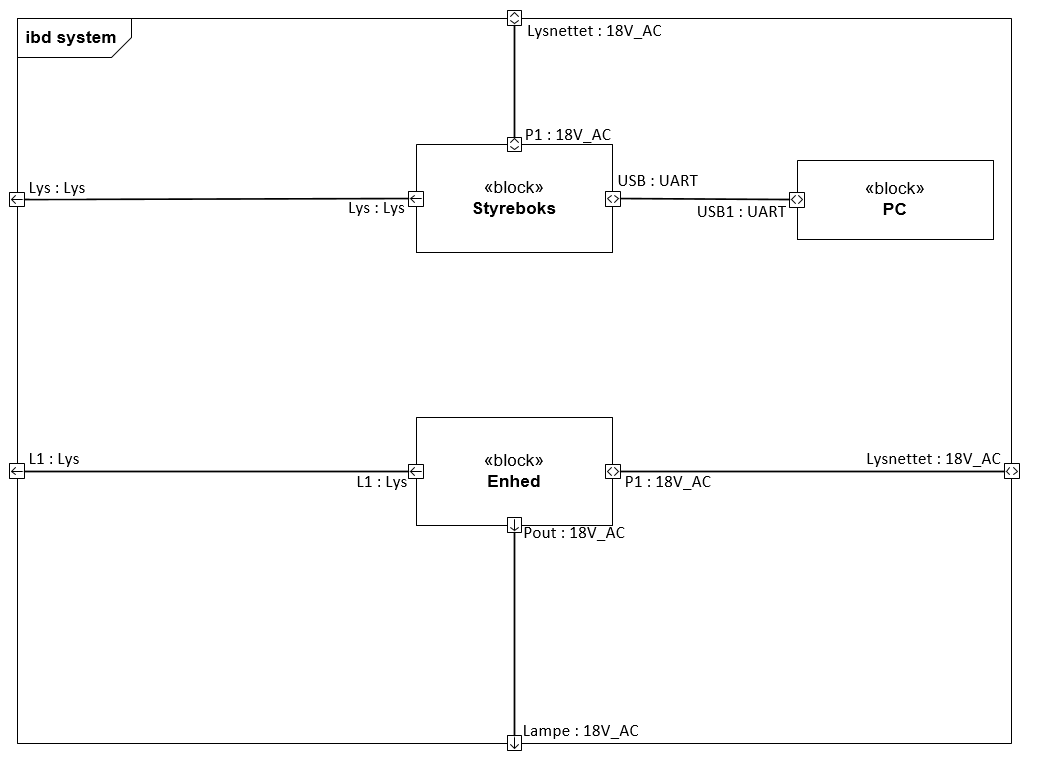 ibd system
Lysnettet : 18V_AC
P1 : 18V_AC
Lys : Lys
Lys : Lys
«block»
Styreboks
USB : UART
USB1 : UART
«block»
PC
L1 : Lys
L1 : Lys
«block»
Enhed
P1 : 18V_AC
Lysnettet : 18V_AC
Pout : 18V_AC
Lampe : 18V_AC